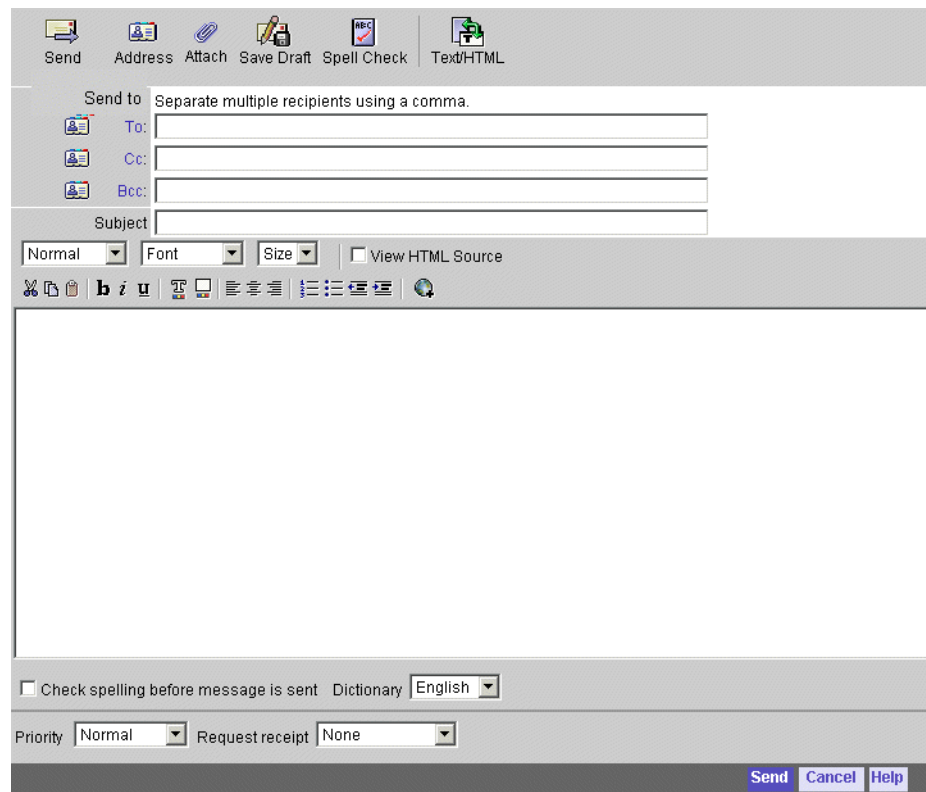 Send Address Attach Save Draft Spell Check Text/HTML
Send to Separate multiple recipients using a comma.
To:
Cc:
Bcc:
Subject
Normal Font Size View HTML Source
b i u T
Check spelling before message is sent Dictionary English
Priority Normal Request receipt None
Send Cancel Help